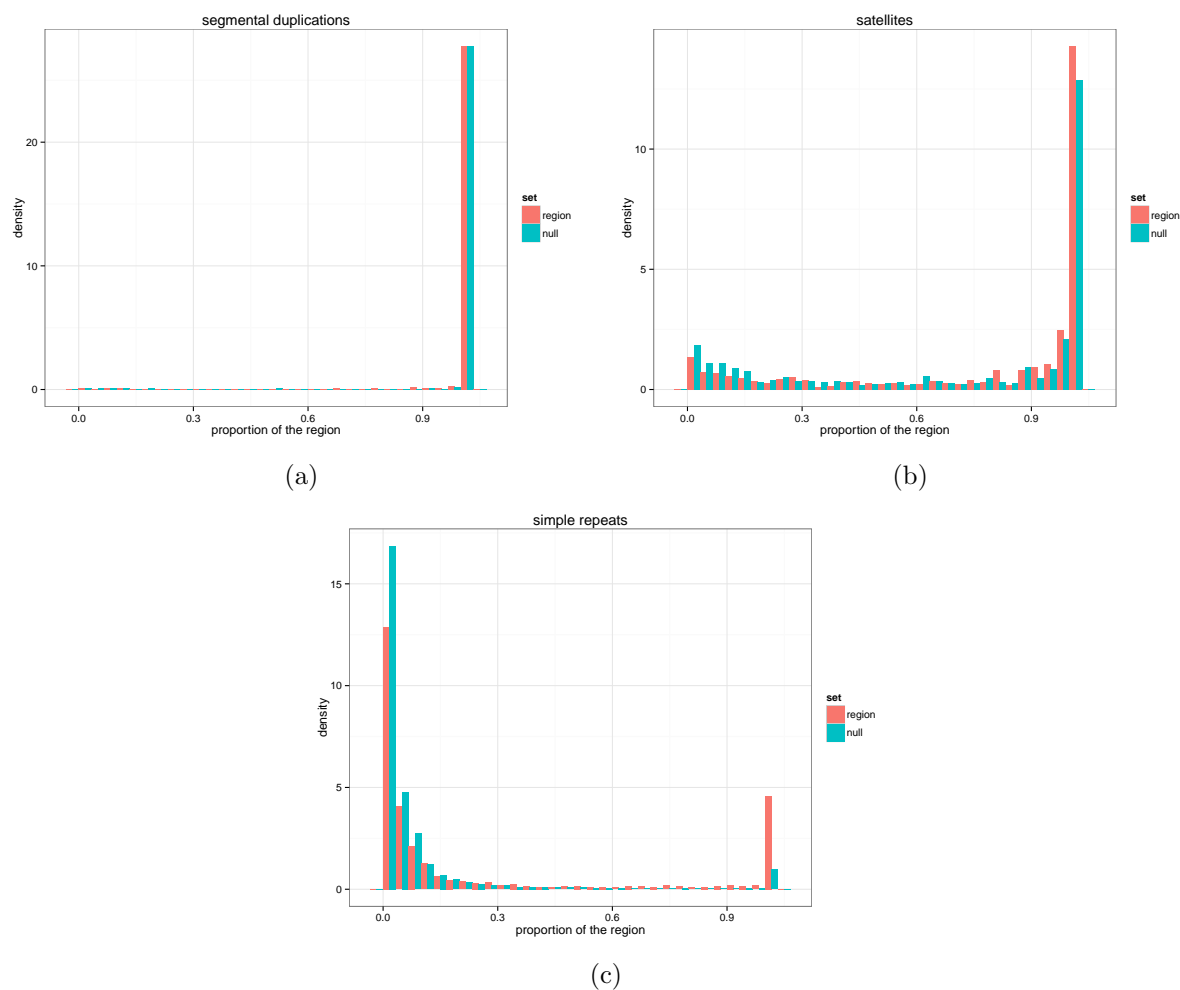 segmental duplications
density
20
10
0
0.0 0.3 0.6 0.9
proportion of the region
set
region
null
(a)
satellites
density
10
5
0
0.0 0.3 0.6 0.9
proportion of the region
set
region
null
(b)
simple repeats
density
15
10
5
0
0.0 0.3 0.6 0.9
proportion of the region
set
region
null
(c)